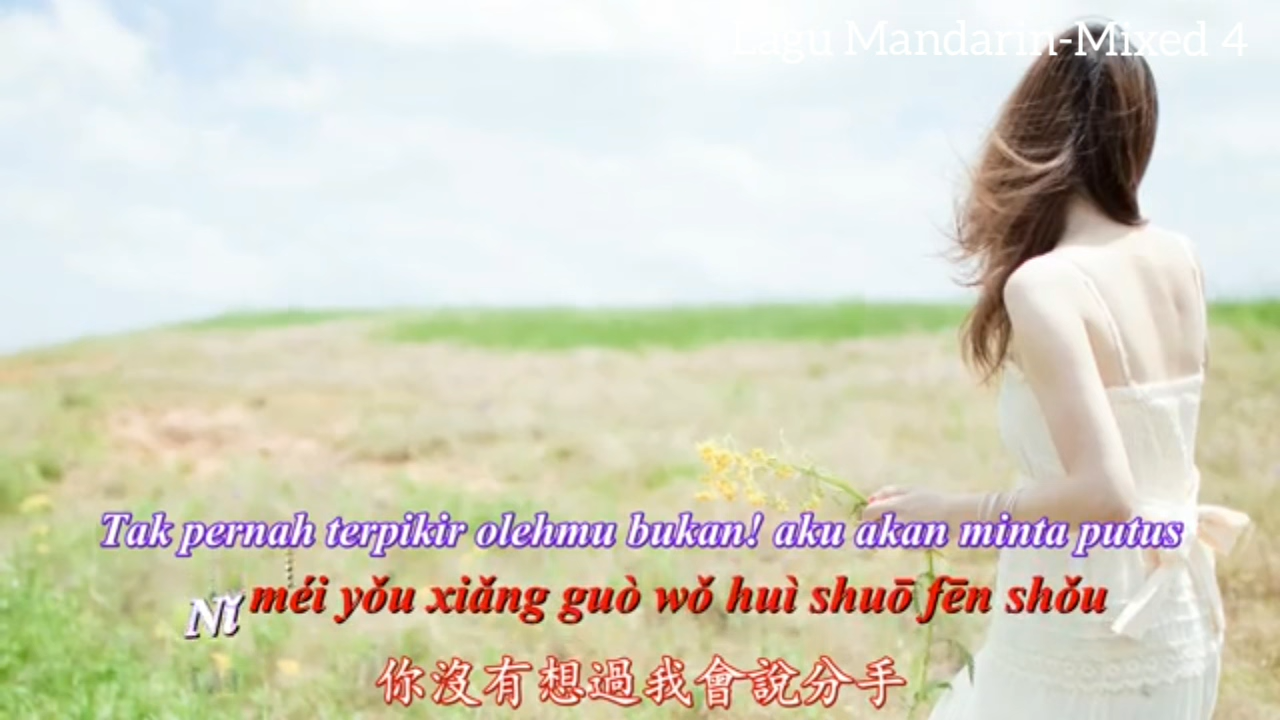 Lagu Mandarin-Mixed 4
Tak pernah terpikir olehmu bukan! aku akan minta putus
Nǐ méi yǒu xiǎng guò wǒ huì shuō fēn shǒu
你沒有想過我會說分手